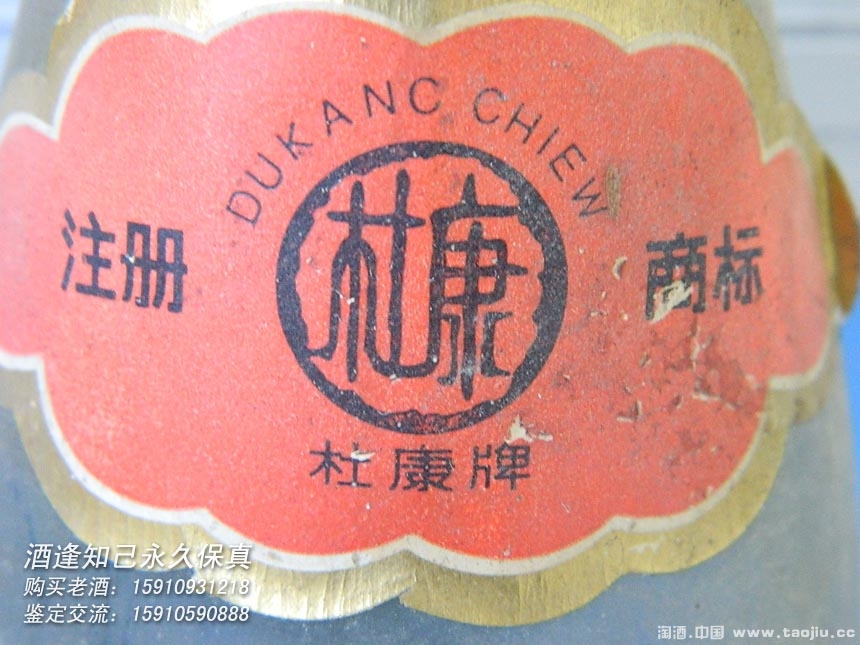 DUKANG CHIEW
注册 杜康 商标
杜康牌
酒逢知己永久保真
购买老酒：15910931218
鉴定交流：15910590888
淘酒.中国 www.taojiu.cc